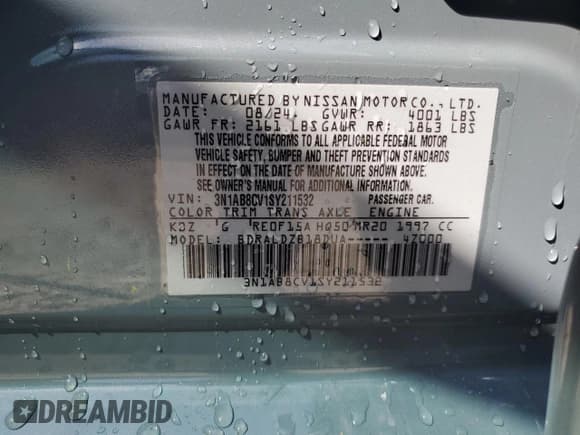 MANUFACTURED BY NISSAN MOTOR CO., LTD.
DATE: 08/24 GVWR: 4001 LBS
GAWR FR: 2161 LBS GAWR RR: 1863 LBS
THIS VEHICLE CONFORMS TO ALL APPLICABLE FEDERAL MOTOR
VEHICLE SAFETY, BUMPER AND THEFT PREVENTION STANDARDS
IN EFFECT ON THE DATE OF MANUFACTURE SHOWN ABOVE.
SEE OWNER'S MANUAL FOR ADDITIONAL INFORMATION.
VIN: 3N1AB8CV1SY211532 PASSENGER CAR.
COLOR TRIM TRANS AXLE ENGINE
KDZ G RE0F15A HQ50 MR20 1997 CC
MODEL: BDRALDZB18DUA----- 47000
3N1AB8CV1SY211532
DREAMBID